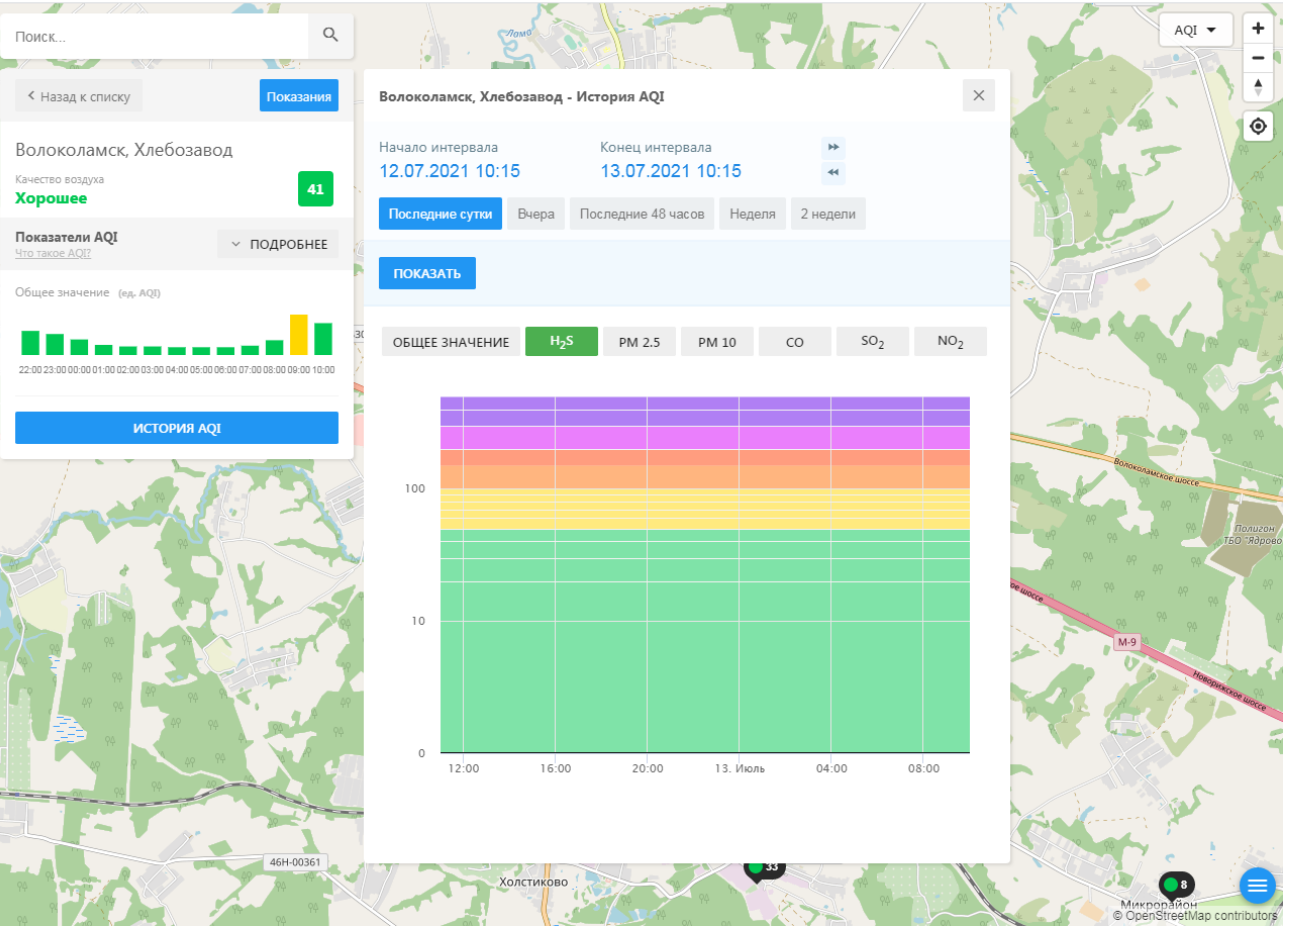 Поиск...
AQI
Назад к списку
Показания
Волоколамск, Хлебозавод
Качество воздуха
Хорошее
41
Показатели AQI
Что такое AQI?
ПОДРОБНЕЕ
Общее значение (ед. AQI)
22:00 23:00 00:00 01:00 02:00 03:00 04:00 05:00 06:00 07:00 08:00 09:00 10:00
ИСТОРИЯ AQI
Волоколамск, Хлебозавод - История AQI
Начало интервала
Конец интервала
12.07.2021 10:15
13.07.2021 10:15
Последние сутки
Вчера
Последние 48 часов
Неделя
2 недели
ПОКАЗАТЬ
ОБЩЕЕ ЗНАЧЕНИЕ
H2S
PM 2.5
PM 10
CO
SO2
NO2
100
10
0
12:00
16:00
20:00
13. Июль
04:00
08:00
Лома
Волоколамское шоссе
Полигон
ТБО "Ядрово
М-9
Новорижское шоссе
46Н-00361
Холстиково
33
8
Микрорайон
© OpenStreetMap contributors